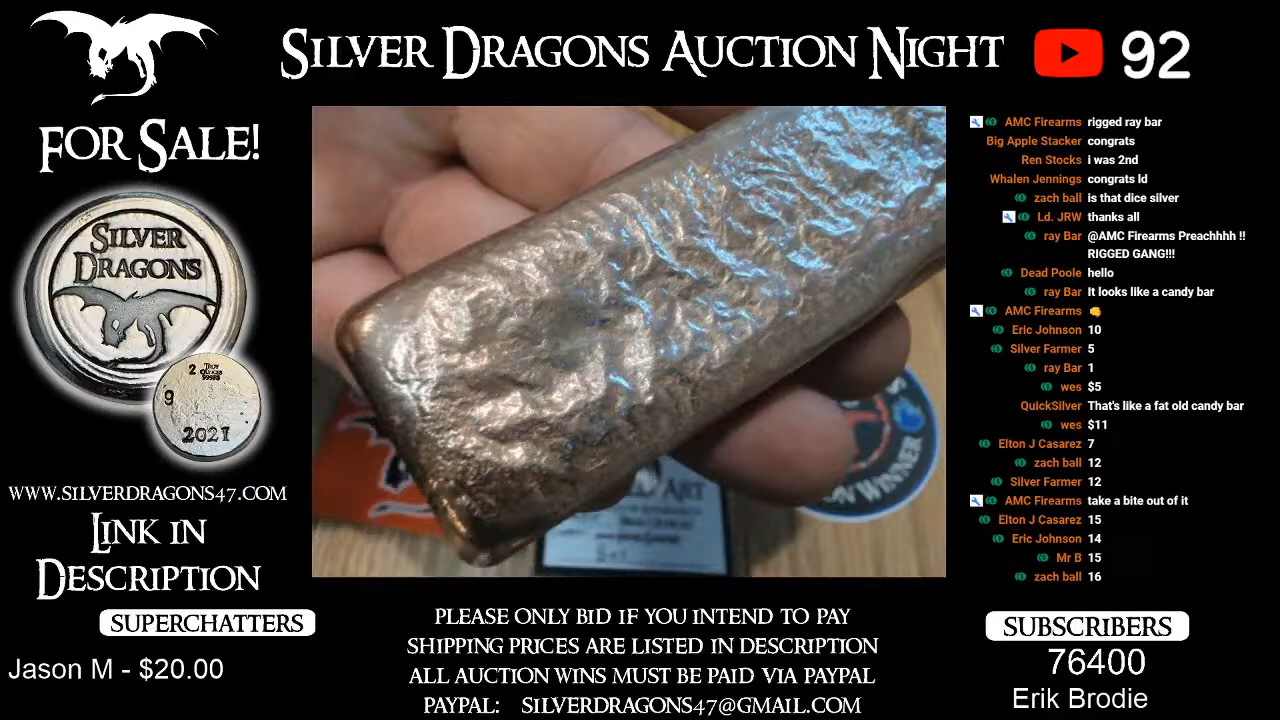 SILVER DRAGONS AUCTION NIGHT
92
FOR SALE!
SILVER
DRAGONS
2 TROY
OUNCES
9
2021
WWW.SILVERDRAGONS47.COM
LINK IN
DESCRIPTION
SUPERCHATTERS
Jason M - $20.00
N WINNER
AMC Firearms rigged ray bar
Big Apple Stacker congrats
Ren Stocks i was 2nd
Whalen Jennings congrats ld
zach ball is that dice silver
Ld. JRW thanks all
ray Bar @AMC Firearms Preachhhh !!
RIGGED GANG!!!
Dead Poole hello
ray Bar It looks like a candy bar
AMC Firearms
Eric Johnson 10
Silver Farmer 5
ray Bar 1
wes $5
QuickSilver That's like a fat old candy bar
wes $11
Elton J Casarez 7
zach ball 12
Silver Farmer 12
AMC Firearms take a bite out of it
Elton J Casarez 15
Eric Johnson 14
Mr B 15
zach ball 16
PLEASE ONLY BID IF YOU INTEND TO PAY
SHIPPING PRICES ARE LISTED IN DESCRIPTION
ALL AUCTION WINS MUST BE PAID VIA PAYPAL
PAYPAL: SILVERDRAGONS47@GMAIL.COM
SUBSCRIBERS
76400
Erik Brodie